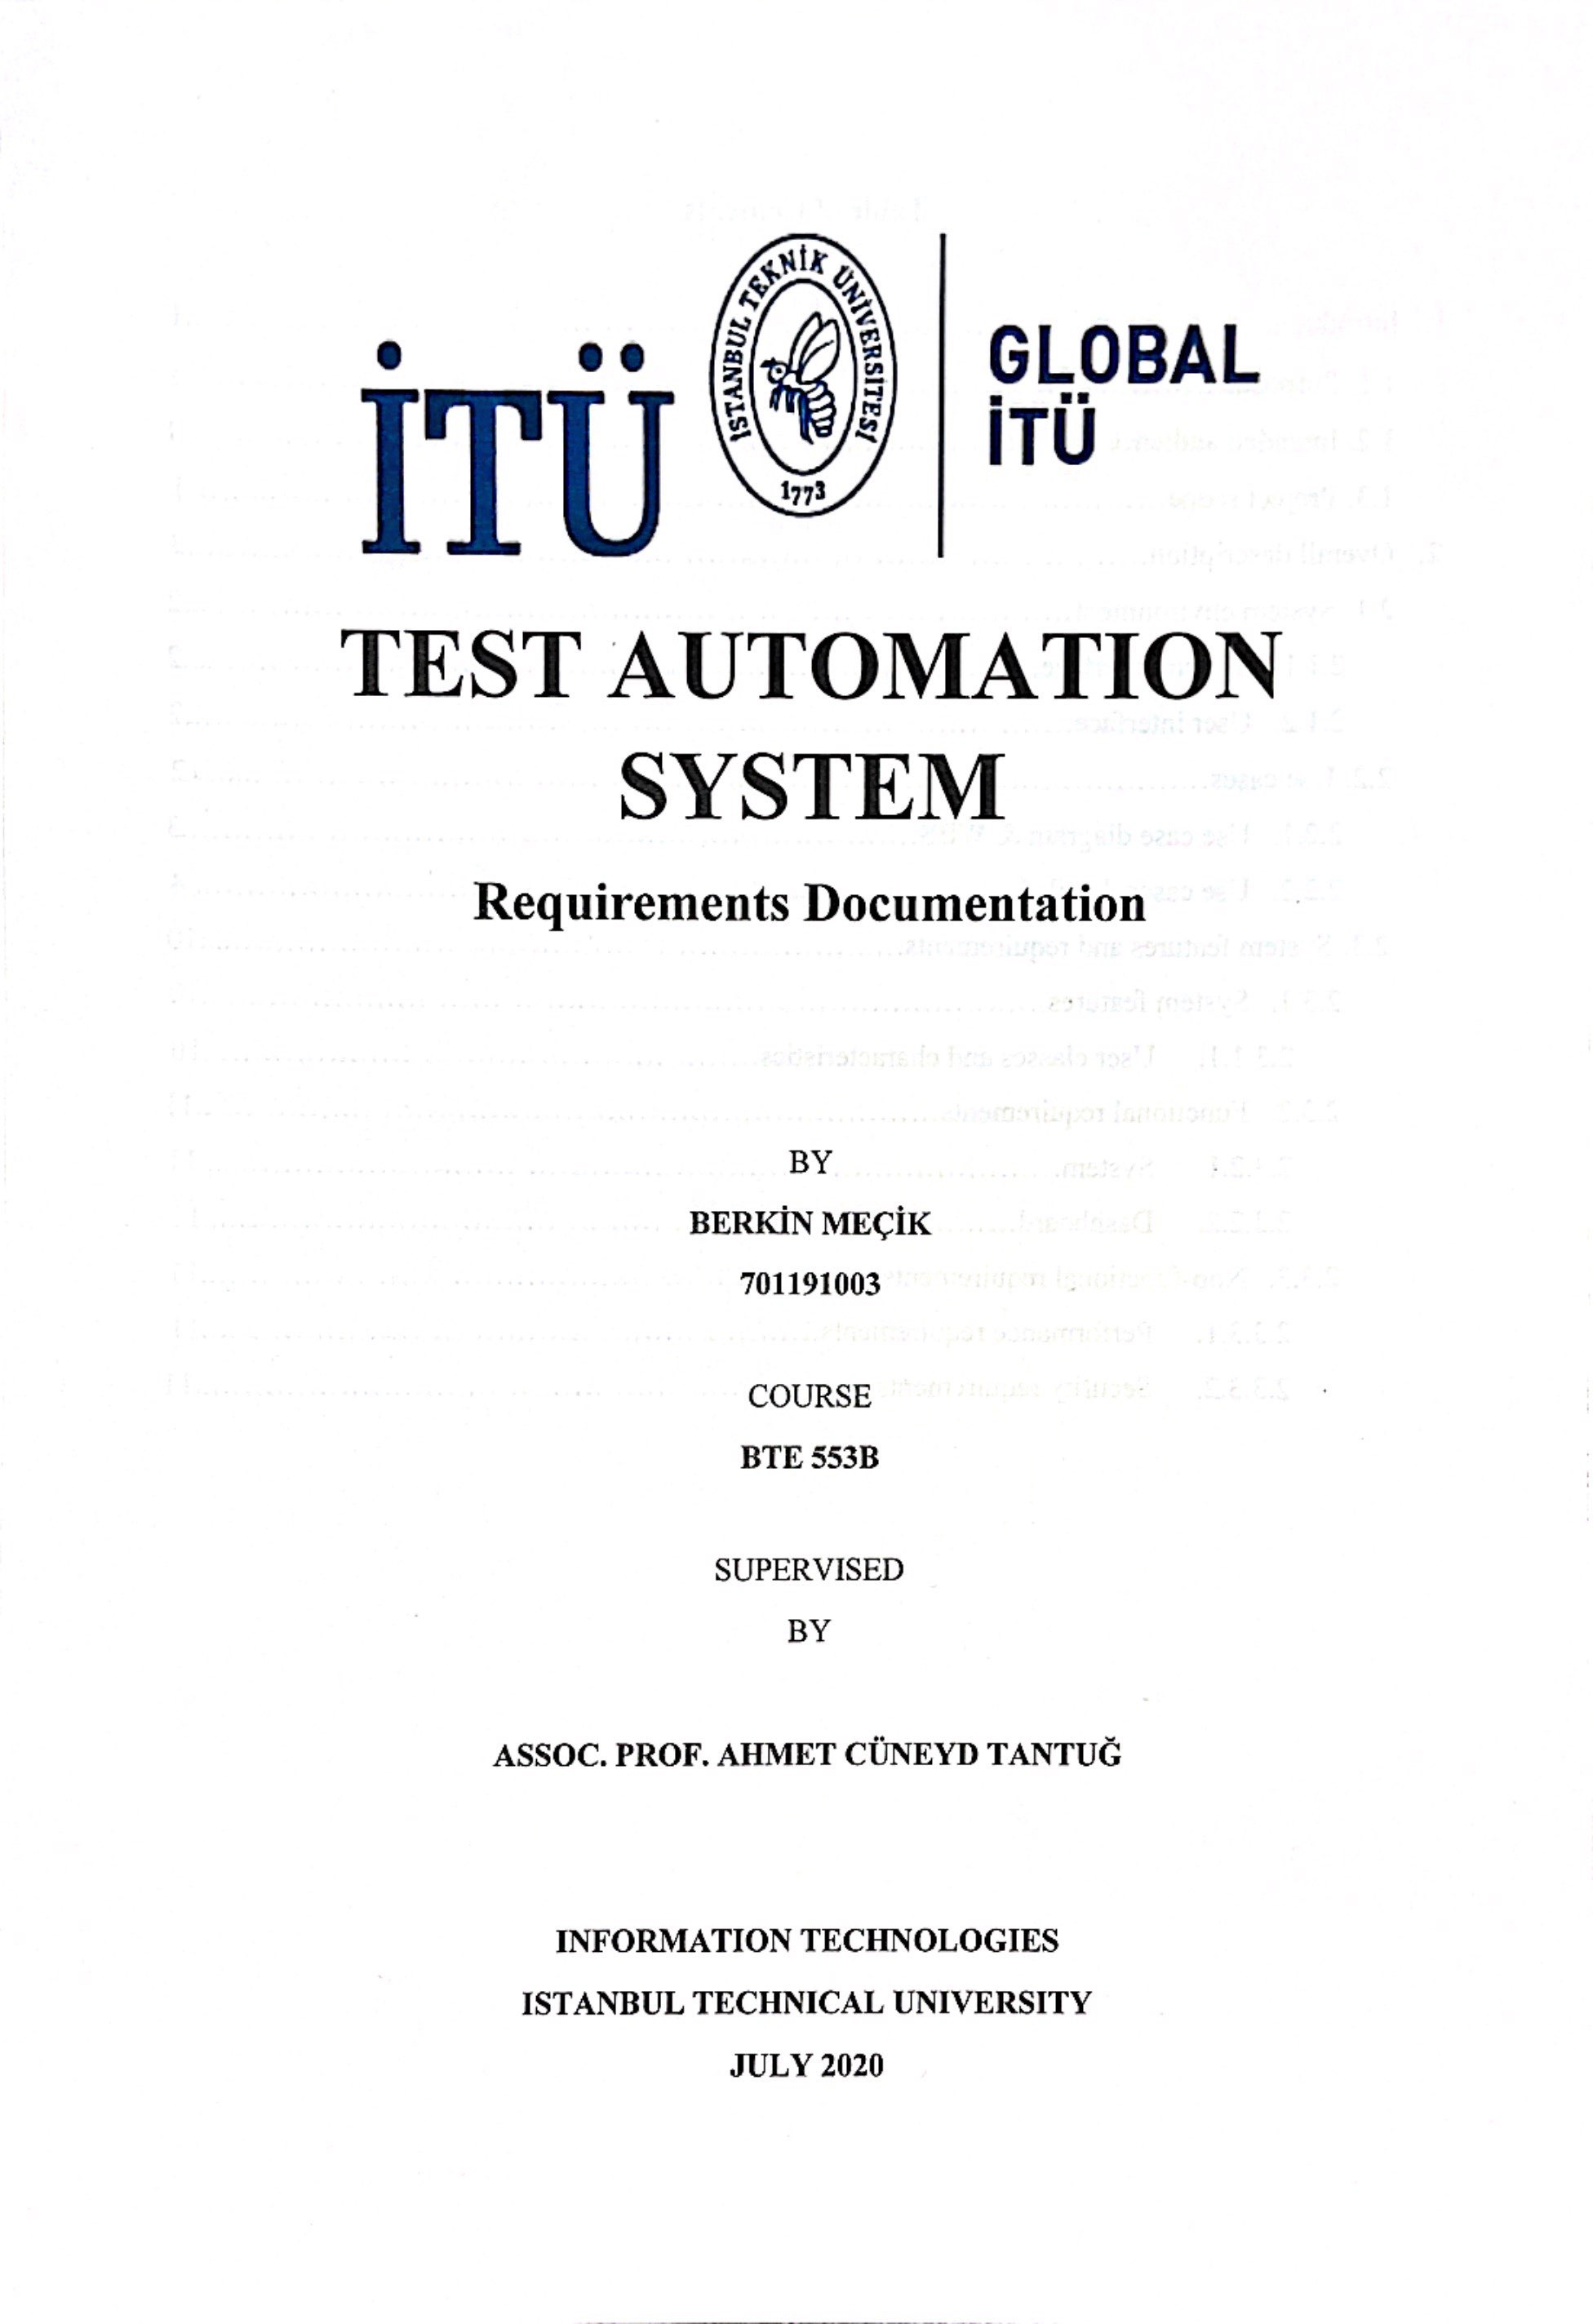 İTÜ
İSTANBUL TEKNİK ÜNİVERSİTESİ
1773
GLOBAL
İTÜ
TEST AUTOMATION
SYSTEM
Requirements Documentation
BY
BERKİN MEÇİK
701191003
COURSE
BTE 553B
SUPERVISED
BY
ASSOC. PROF. AHMET CÜNEYD TANTUĞ
INFORMATION TECHNOLOGIES
ISTANBUL TECHNICAL UNIVERSITY
JULY 2020